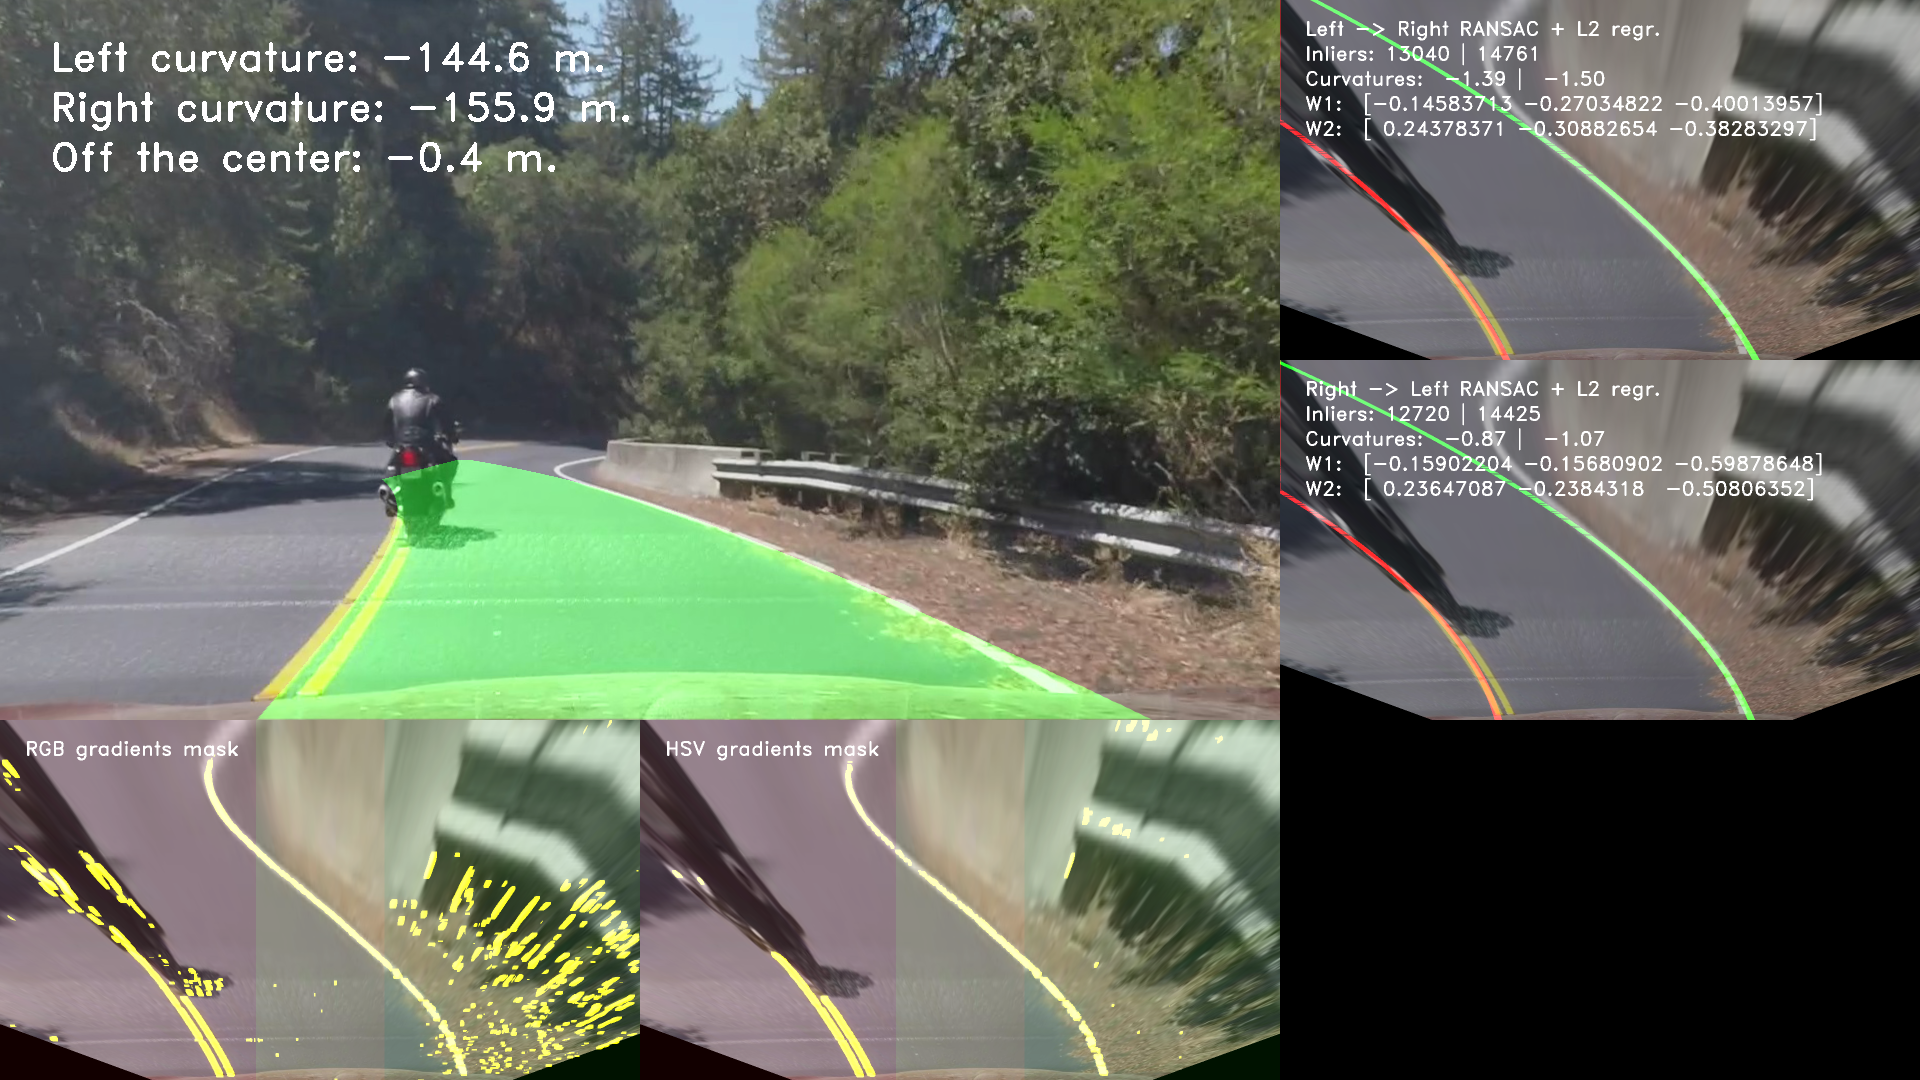 Left curvature: -144.6 m.
Right curvature: -155.9 m.
Off the center: -0.4 m.
Left -> Right RANSAC + L2 regr.
Inliers: 13040 | 14761
Curvatures: -1.39 | -1.50
W1: [-0.14583713 -0.27034822 -0.40013957]
W2: [ 0.24378371 -0.30882654 -0.38283297]
Right -> Left RANSAC + L2 regr.
Inliers: 12720 | 14425
Curvatures: -0.87 | -1.07
W1: [-0.15902204 -0.15680902 -0.59878648]
W2: [ 0.23647087 -0.2384318 -0.50806352]
RGB gradients mask
HSV gradients mask